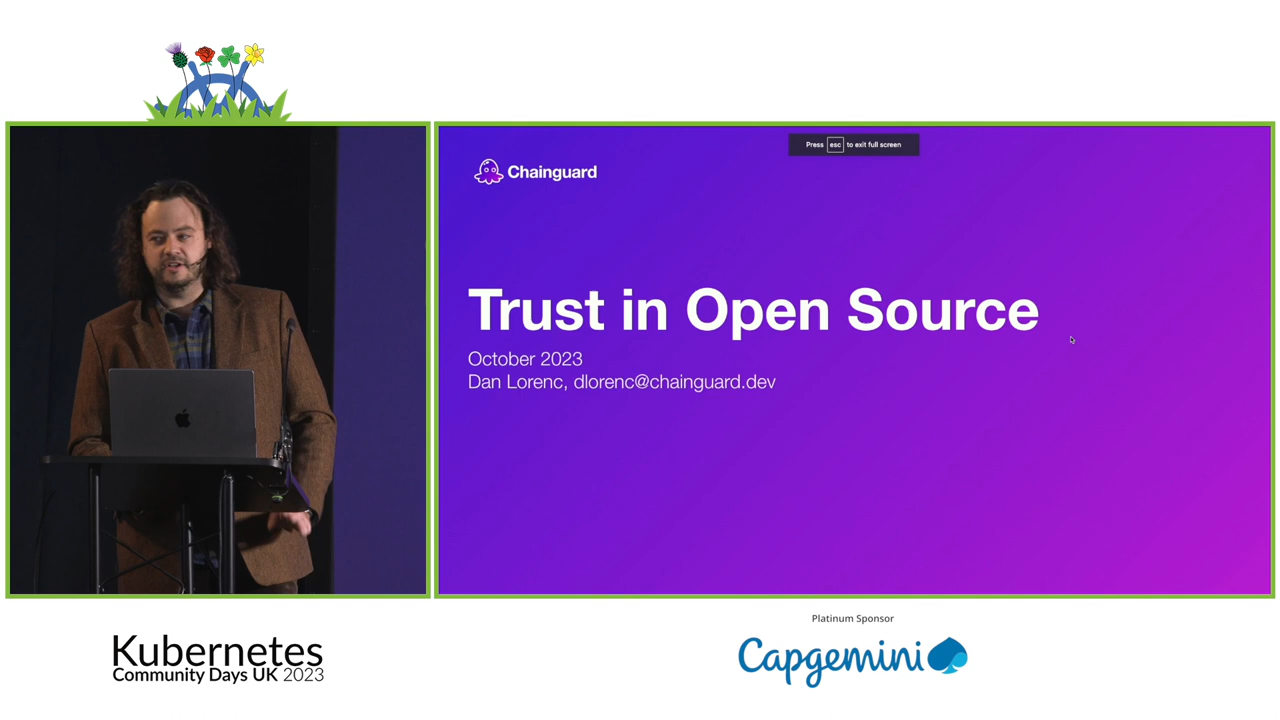 Press esc to exit full screen
Chainguard
Trust in Open Source
October 2023
Dan Lorenc, dlorenc@chainguard.dev
Kubernetes
Community Days UK 2023
Platinum Sponsor
Capgemini